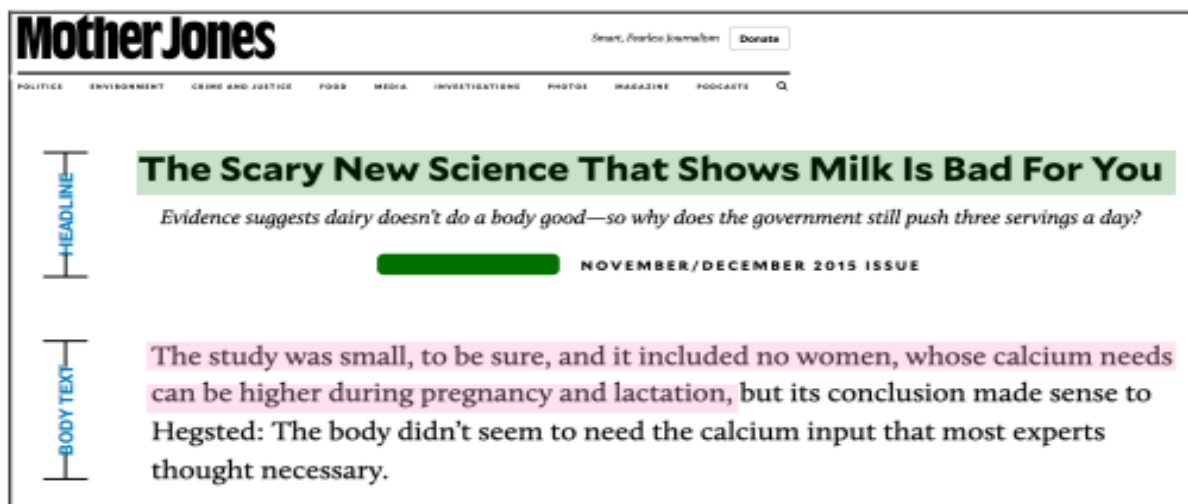 Mother Jones
Smart, Fearless Journalism Donate
POLITICS ENVIRONMENT CRIME AND JUSTICE FOOD MEDIA INVESTIGATIONS PHOTOS MAGAZINE PODCASTS
HEADLINE
The Scary New Science That Shows Milk Is Bad For You
Evidence suggests dairy doesn't do a body good—so why does the government still push three servings a day?
NOVEMBER/DECEMBER 2015 ISSUE
BODY TEXT
The study was small, to be sure, and it included no women, whose calcium needs
can be higher during pregnancy and lactation, but its conclusion made sense to
Hegsted: The body didn't seem to need the calcium input that most experts
thought necessary.